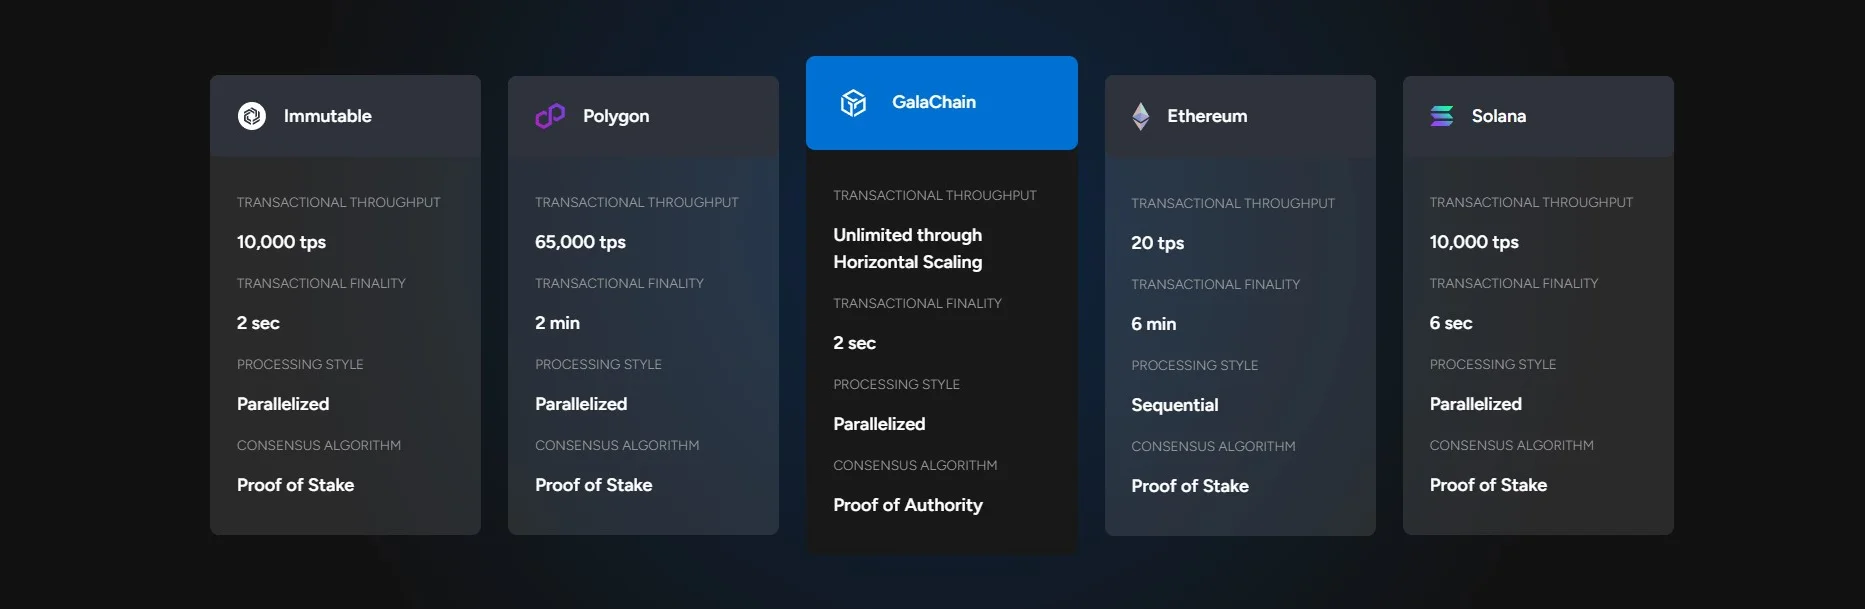 Immutable
TRANSACTIONAL THROUGHPUT
10,000 tps
TRANSACTIONAL FINALITY
2 sec
PROCESSING STYLE
Parallelized
CONSENSUS ALGORITHM
Proof of Stake
Polygon
TRANSACTIONAL THROUGHPUT
65,000 tps
TRANSACTIONAL FINALITY
2 min
PROCESSING STYLE
Parallelized
CONSENSUS ALGORITHM
Proof of Stake
GalaChain
TRANSACTIONAL THROUGHPUT
Unlimited through
Horizontal Scaling
TRANSACTIONAL FINALITY
2 sec
PROCESSING STYLE
Parallelized
CONSENSUS ALGORITHM
Proof of Authority
Ethereum
TRANSACTIONAL THROUGHPUT
20 tps
TRANSACTIONAL FINALITY
6 min
PROCESSING STYLE
Sequential
CONSENSUS ALGORITHM
Proof of Stake
Solana
TRANSACTIONAL THROUGHPUT
10,000 tps
TRANSACTIONAL FINALITY
6 sec
PROCESSING STYLE
Parallelized
CONSENSUS ALGORITHM
Proof of Stake